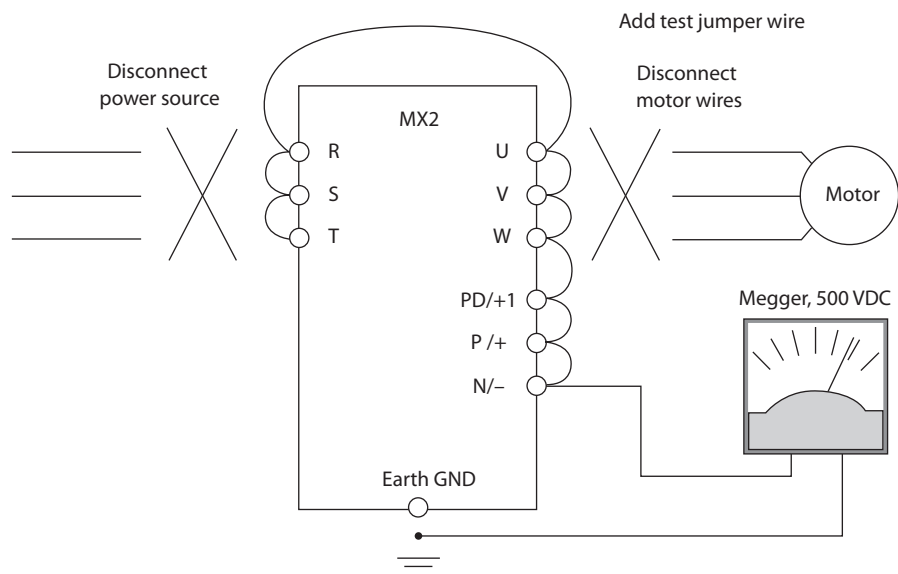 Add test jumper wire
Disconnect
power source
Disconnect
motor wires
MX2
R
U
S
V
Motor
T
W
PD/+1
Megger, 500 VDC
P /+
N/–
Earth GND